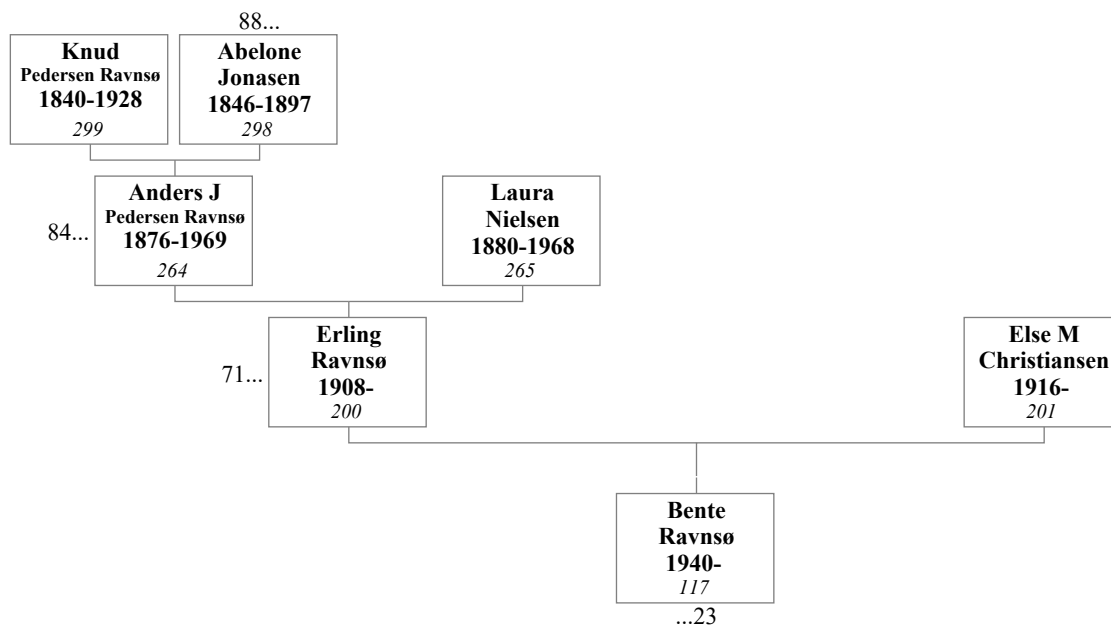 88...
Knud
Pedersen Ravnsø
1840-1928
299
Abelone
Jonasen
1846-1897
298
84...
Anders J
Pedersen Ravnsø
1876-1969
264
Laura
Nielsen
1880-1968
265
71...
Erling
Ravnsø
1908-
200
Else M
Christiansen
1916-
201
Bente
Ravnsø
1940-
117
...23